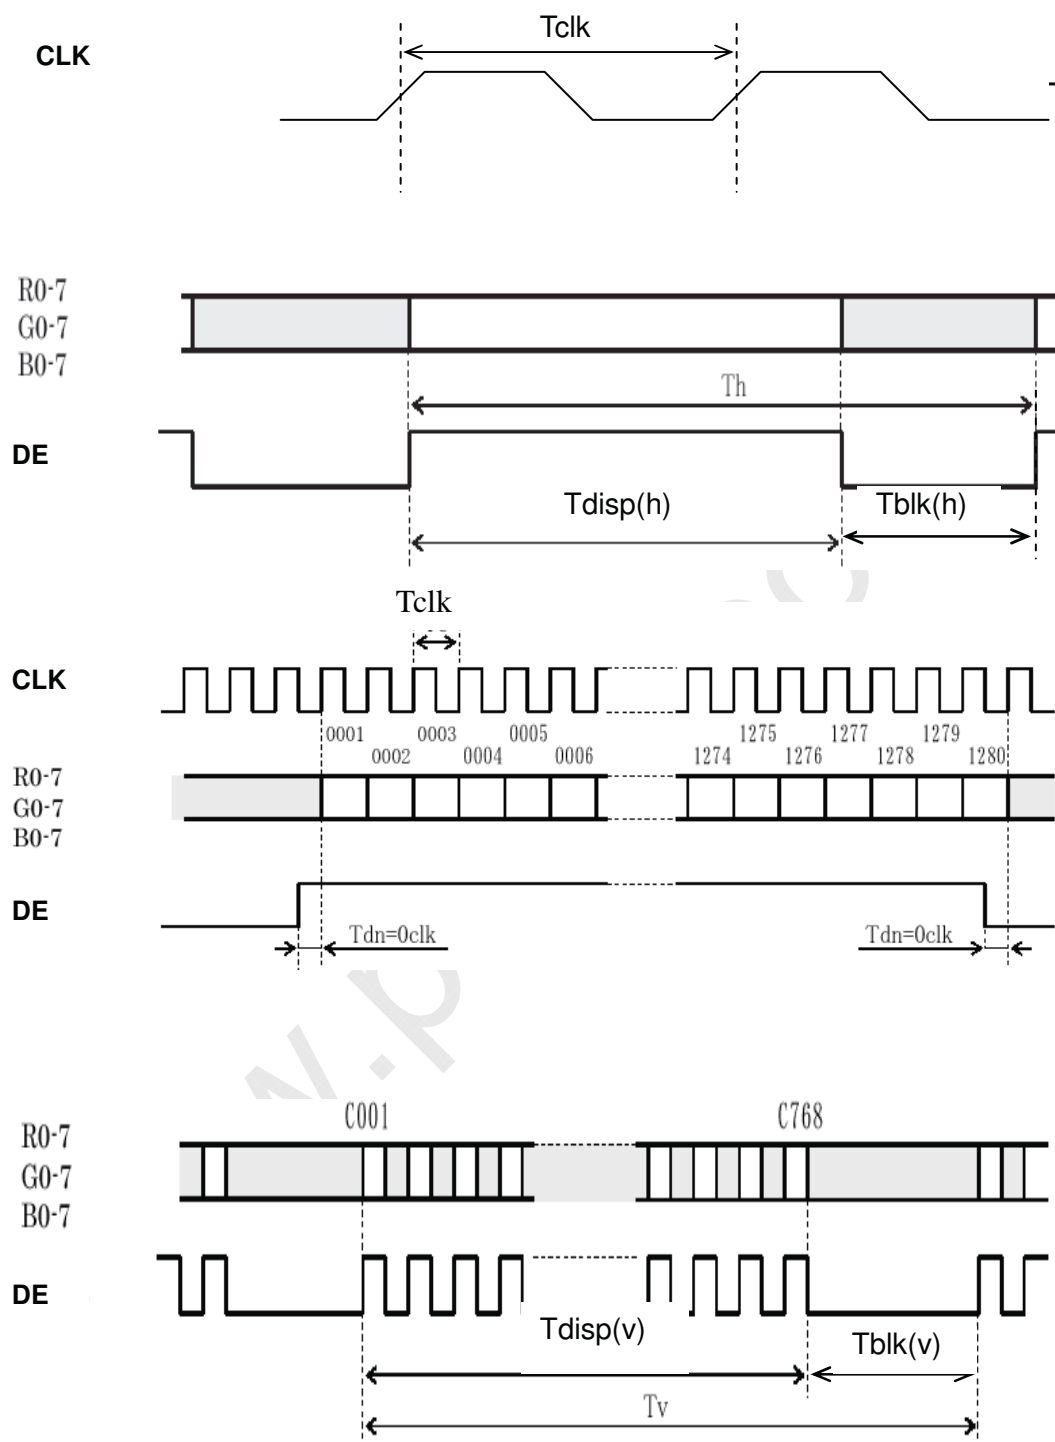 Tclk
CLK
R0-7
G0-7
B0-7
Th
DE
Tdisp(h)
Tblk(h)
Tclk
CLK
0001 0003 0005 1275 1277 1279
0002 0004 0006 1274 1276 1278 1280
R0-7
G0-7
B0-7
DE
Tdn=0clk Tdn=0clk
C001 C768
R0-7
G0-7
B0-7
DE
Tdisp(v)
Tblk(v)
Tv